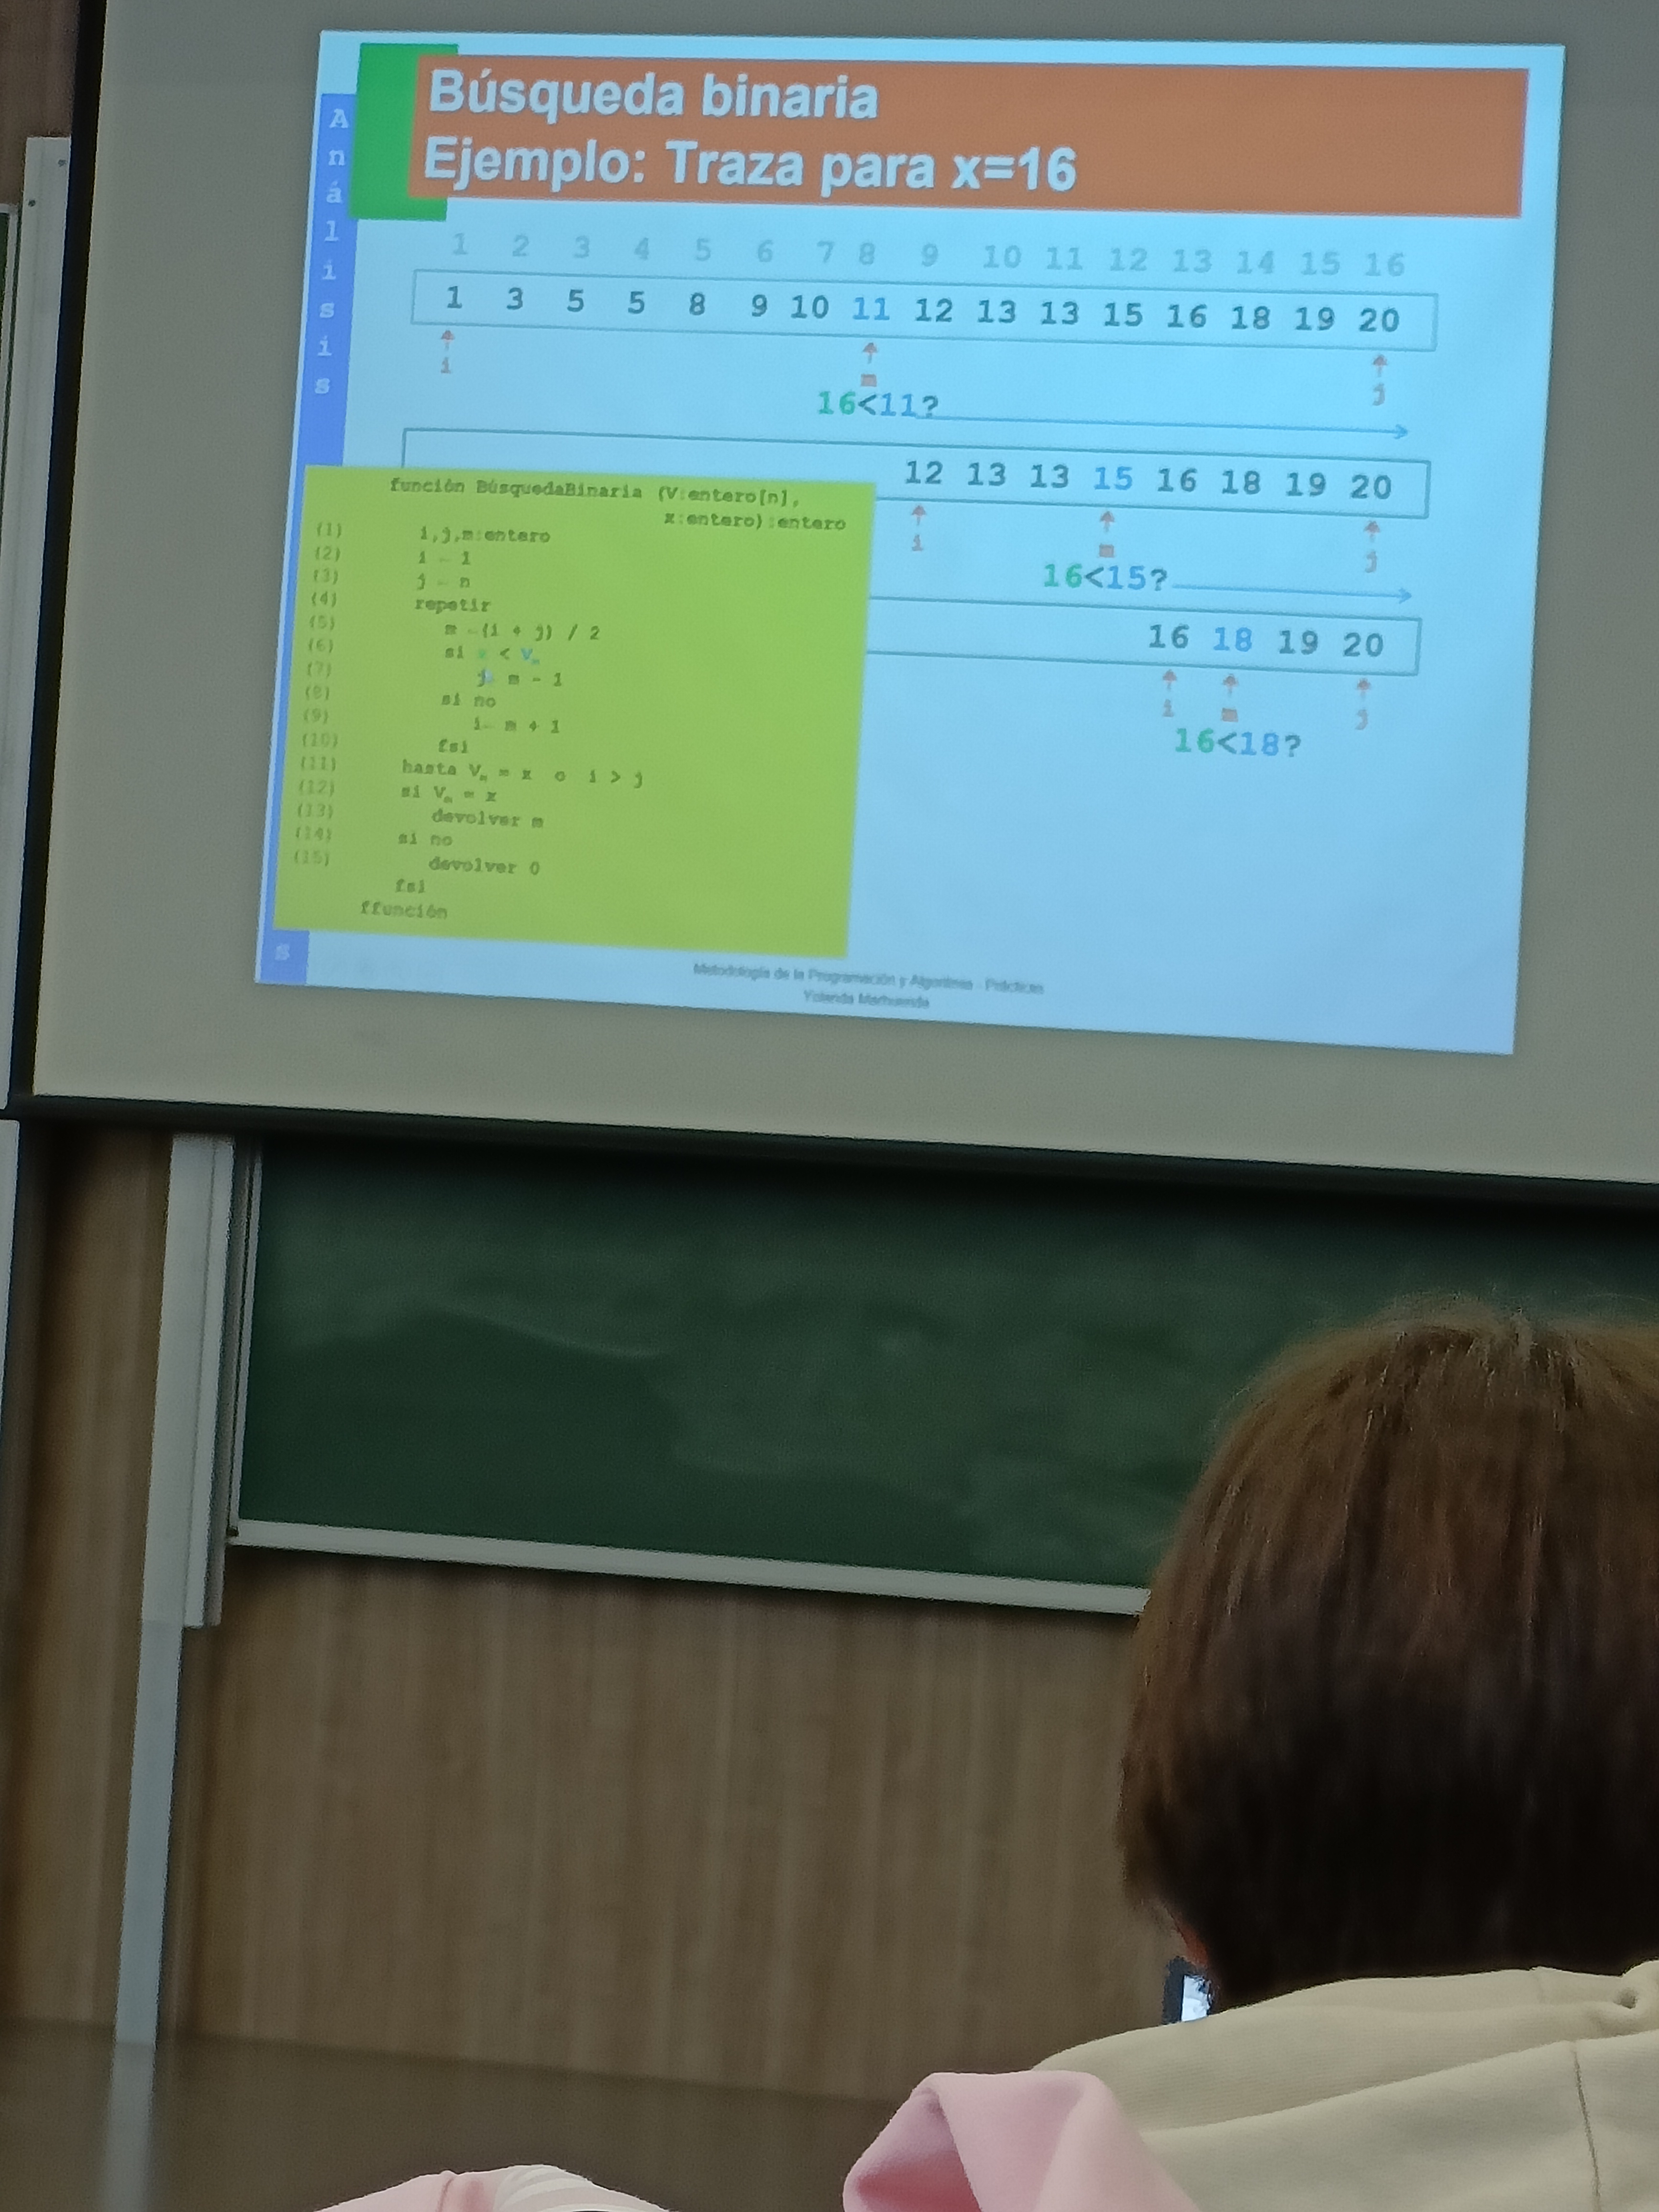 Búsqueda binaria
Ejemplo: Traza para x=16
Análisis
1 2 3 4 5 6 7 8 9 10 11 12 13 14 15 16
1 3 5 5 8 9 10 11 12 13 13 15 16 18 19 20
i m j
16<11?
12 13 13 15 16 18 19 20
i m j
16<15?
16 18 19 20
i m j
16<18?
función BúsquedaBinaria (V:entero[n],
x:entero):entero
(1) i,j,m:entero
(2) i ← 1
(3) j ← n
(4) repetir
(5) m ←(i + j) / 2
(6) si x < Vm
(7) j← m - 1
(8) si no
(9) i← m + 1
(10) fsi
(11) hasta Vm = x o i > j
(12) si Vm = x
(13) devolver m
(14) si no
(15) devolver 0
fsi
ffunción
s
Metodología de la Programación y Algoritmia - Prácticas
Yolanda Marhuenda